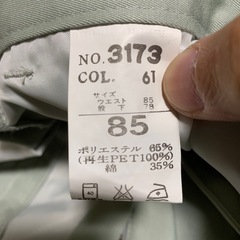 NO. 3173
COL. 61
サイズ
ウエスト 85
股下 78
85
ポリエステル 65%
(再生PET100%)
綿 35%
40